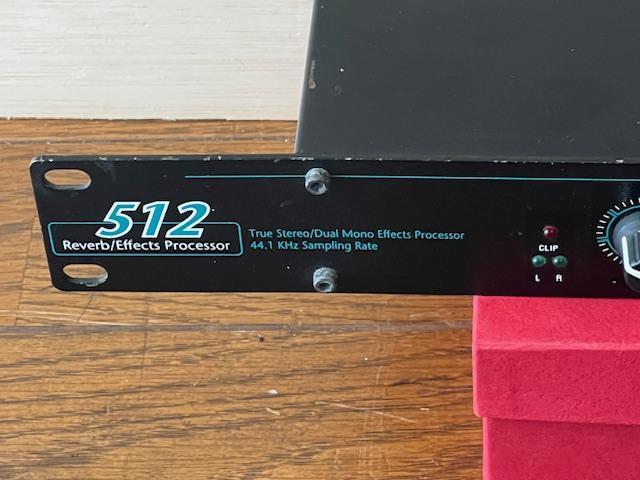 512
Reverb/Effects Processor
True Stereo/Dual Mono Effects Processor
44.1 KHz Sampling Rate
CLIP
L R